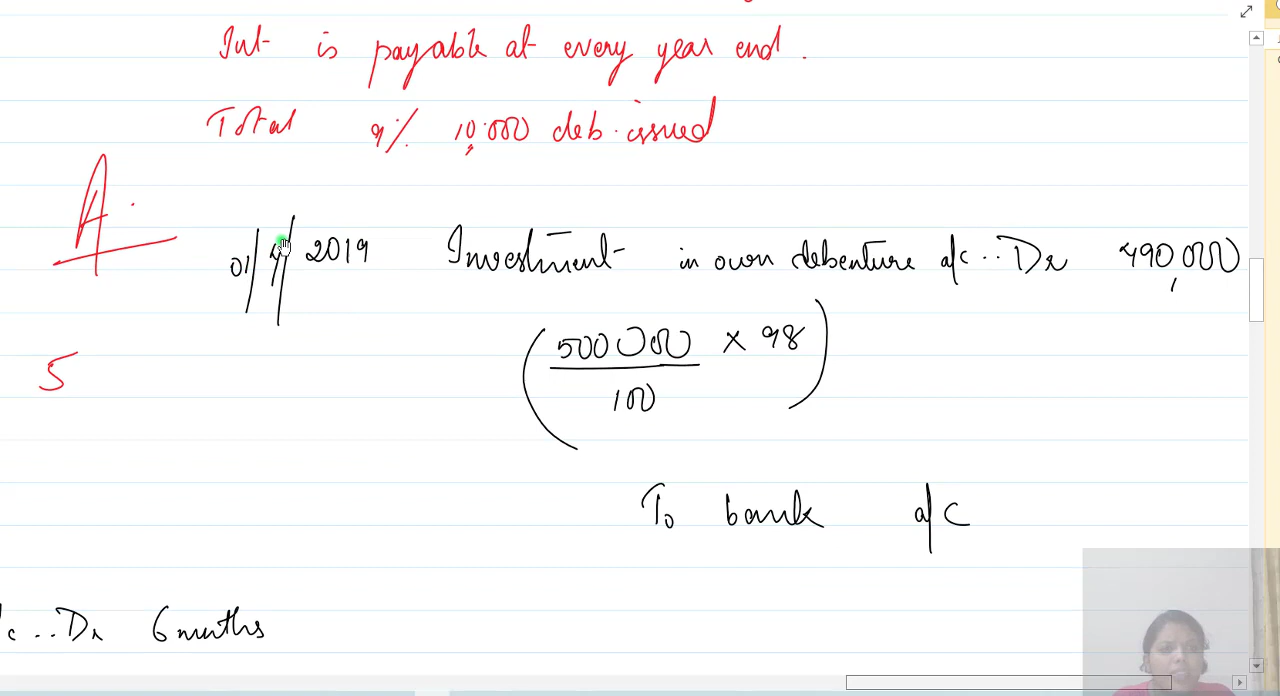 Int is payable at every year end.
Total 9% 10,000 deb. issued
A.
01/4/2019 Investment in own debenture a/c .. Dr 490,000
(500000/100 × 98)
5
To bank a/c
/c .. Dr 6 months